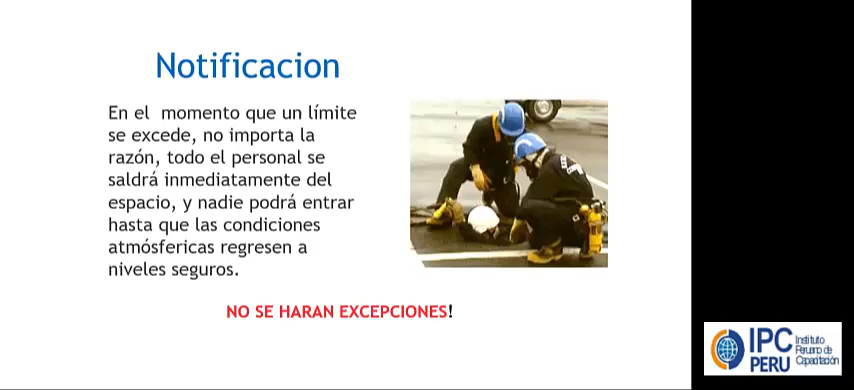 Notificacion
En el momento que un límite
se excede, no importa la
razón, todo el personal se
saldrá inmediatamente del
espacio, y nadie podrá entrar
hasta que las condiciones
atmósfericas regresen a
niveles seguros.
NO SE HARAN EXCEPCIONES!
IPC
PERU
Instituto
Peruano de
Capacitación